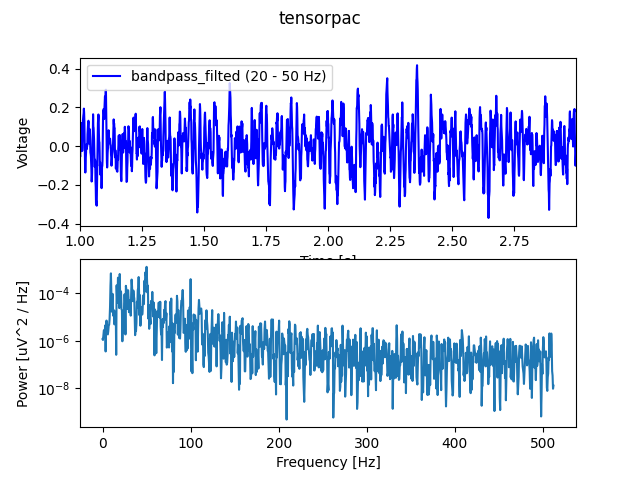 tensorpac
0.4
0.2
0.0
−0.2
−0.4
Voltage
bandpass_filted (20 - 50 Hz)
1.00 1.25 1.50 1.75 2.00 2.25 2.50 2.75
Time [s]
10⁻⁴
10⁻⁶
10⁻⁸
Power [uV^2 / Hz]
0 100 200 300 400 500
Frequency [Hz]